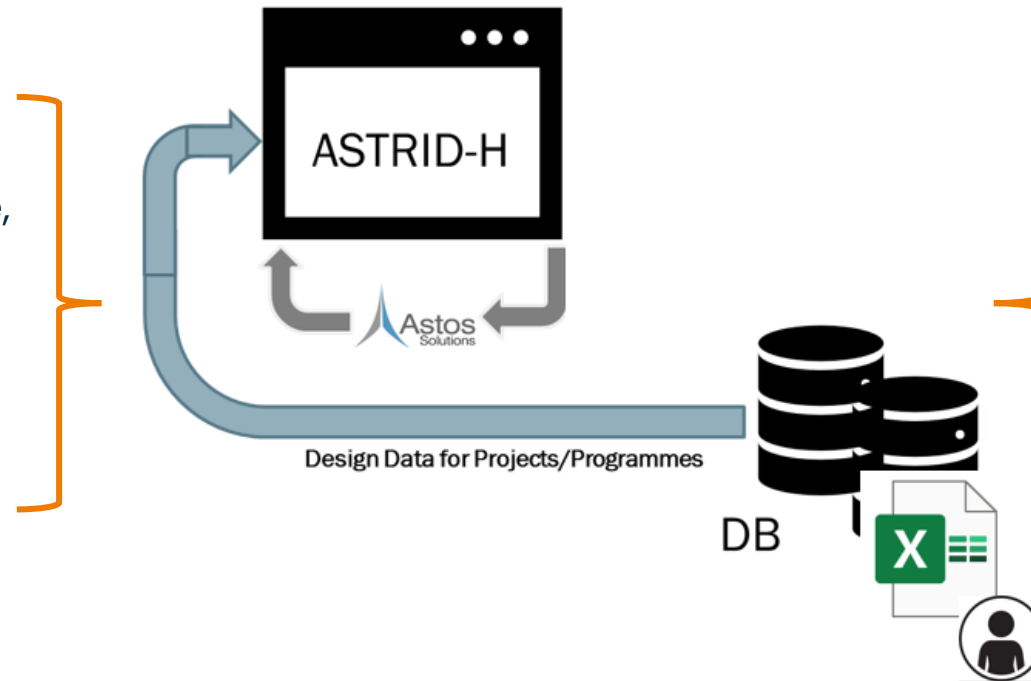 ASTRID-H
,
Astos
Solutions
Design Data for Projects/Programmes
DB
X